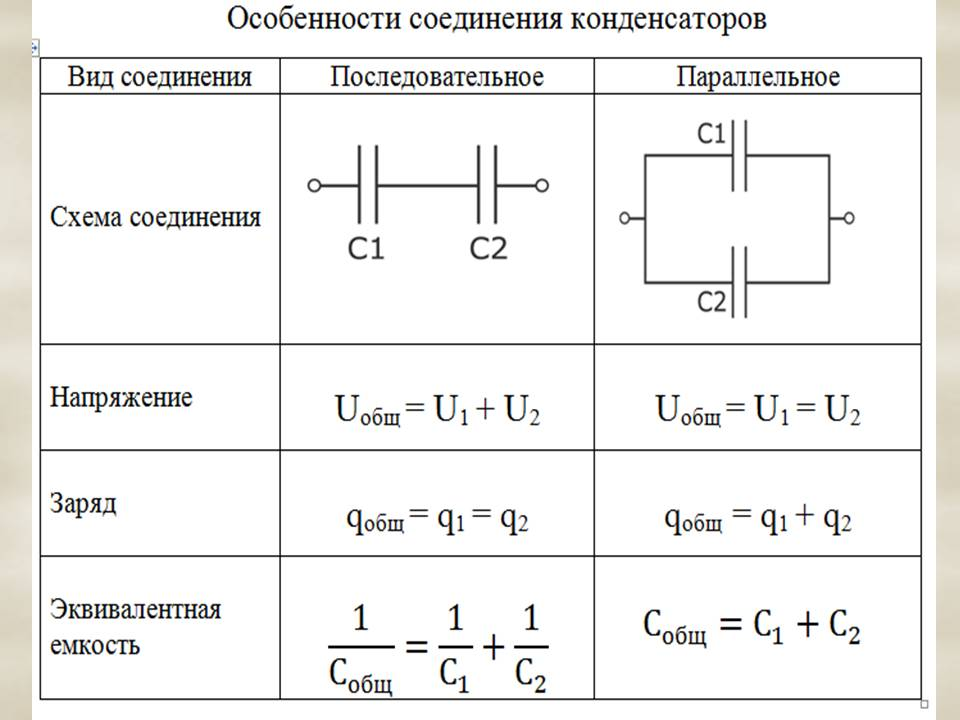 Особенности соединения конденсаторов
Вид соединения
Последовательное
Параллельное
Схема соединения
C1
C2
C1
C2
Напряжение
Uобщ = U1 + U2
Uобщ = U1 = U2
Заряд
qобщ = q1 = q2
qобщ = q1 + q2
Эквивалентная
емкость
1/Cобщ = 1/C1 + 1/C2
Cобщ = C1 + C2